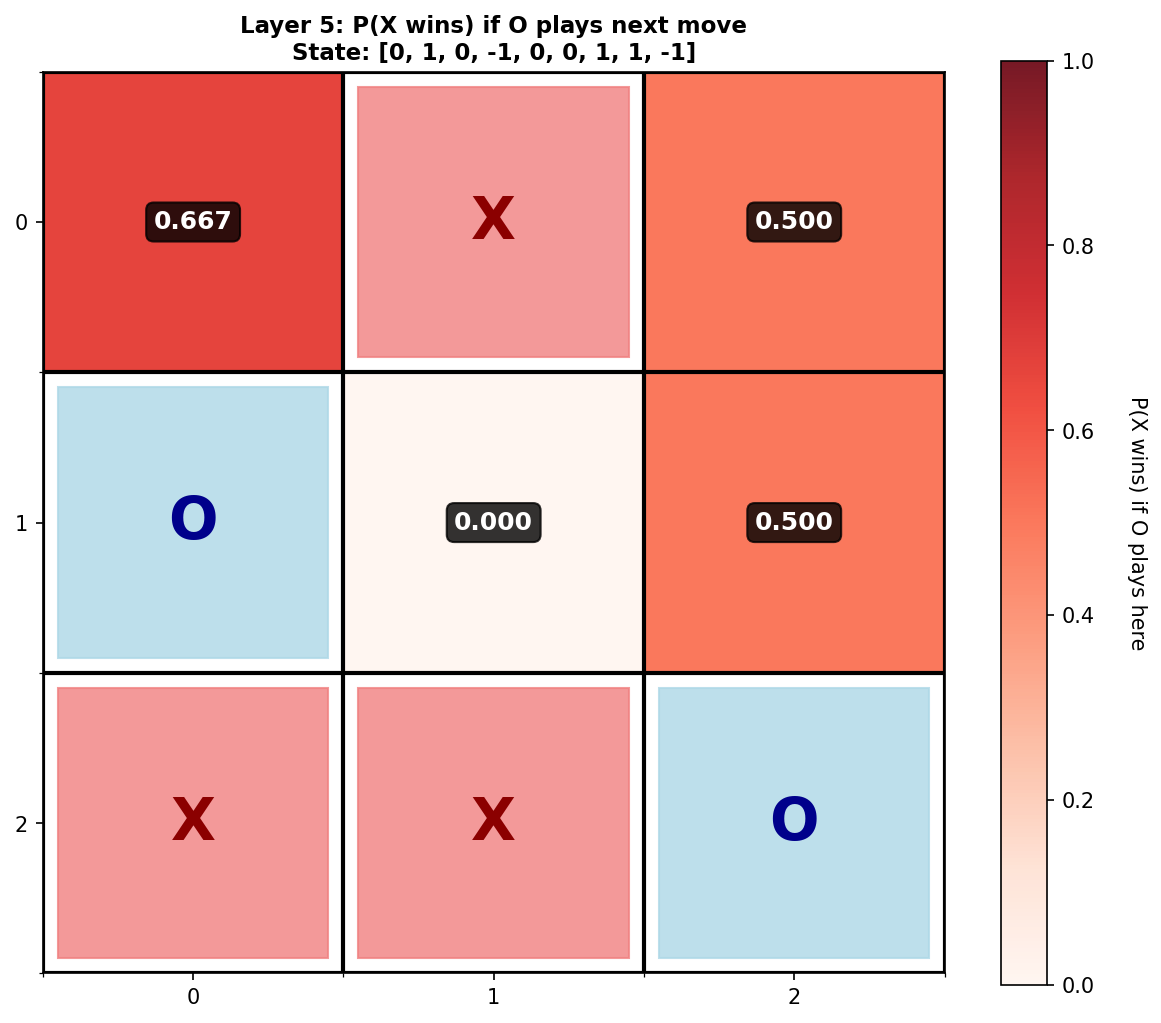 Layer 5: P(X wins) if O plays next move
State: [0, 1, 0, -1, 0, 0, 1, 1, -1]
0.667
X
0.500
0
O
0.000
0.500
1
X
X
O
2
0
1
2
1.0
0.8
0.6
0.4
0.2
0.0
P(X wins) if O plays here